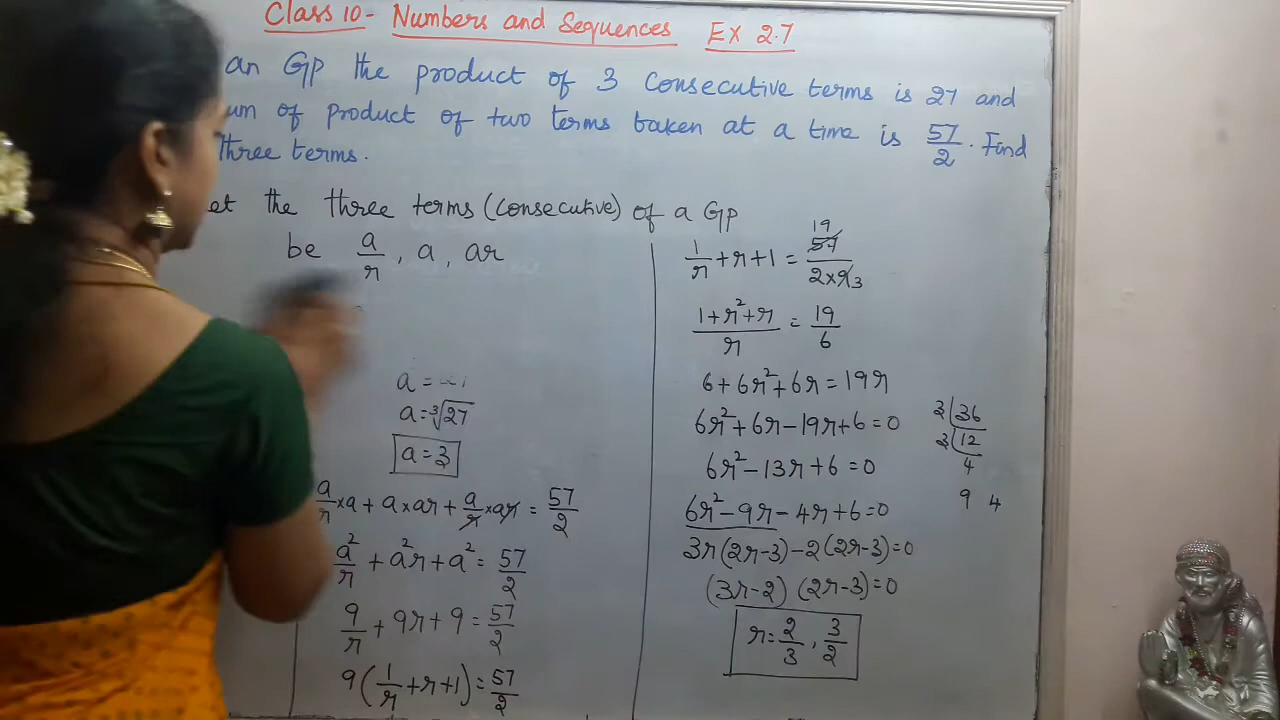 Class 10- Numbers and Sequences Ex 2.7
an GP the product of 3 consecutive terms is 27 and
um of product of two terms taken at a time is 57/2. Find
three terms.
et the three terms (consecutive) of a GP
be a/r, a, ar
a =
a = ∛27
a = 3
a/r × a + a × ar + a/r × ar = 57/2
a²/r + a²r + a² = 57/2
9/r + 9r + 9 = 57/2
9(1/r + r + 1) = 57/2
1/r + r + 1 = 57/(2×9) 19 3
(1 + r² + r)/r = 19/6
6 + 6r² + 6r = 19r
6r² + 6r - 19r + 6 = 0
6r² - 13r + 6 = 0
6r² - 9r - 4r + 6 = 0
3r(2r-3) - 2(2r-3) = 0
(3r-2) (2r-3) = 0
r = 2/3, 3/2
3 | 36
3 | 12
4
9 4